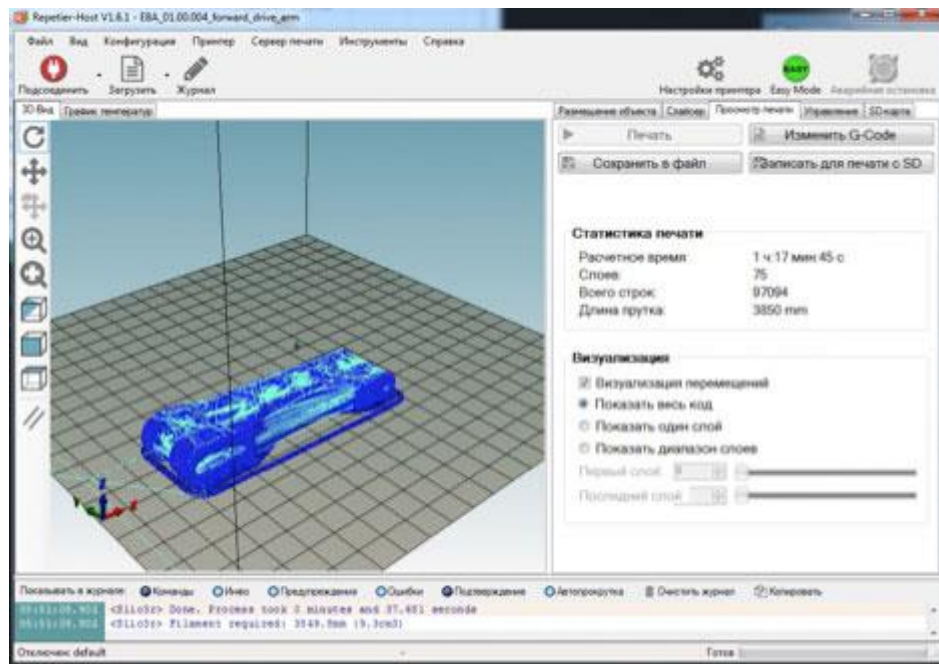 Repetier-Host V1.6.1 - EBA_01.00.004_forward_drive_arm
Файл Вид Конфигурация Принтер Сервер печати Инструменты Справка
Подсоединить Загрузить Журнал Настройки принтера Easy Mode Аварийная остановка
EASY
3D-Вид График температур Размещение объекта Слайсер Просмотр печати Управление SD-карта
Печать Изменить G-Code
Сохранить в файл Записать для печати с SD
Статистика печати
Расчетное время: 1 ч:17 мин:45 с
Слоев: 75
Всего строк: 97094
Длина прутка: 3850 mm
Визуализация
Визуализация перемещений
Показать весь код
Показать один слой
Показать диапазон слоев
Первый слой:
Последний слой:
Показывать в журнале: Команды Инфо Предупреждения Ошибки Подтверждение Автопрокрутка Очистить журнал Копировать
<Slic3r> Done. Process took 0 minutes and 37.481 seconds
<Slic3r> Filament required: 3849.8mm (9.3cm3)
Отключен: default - Готов